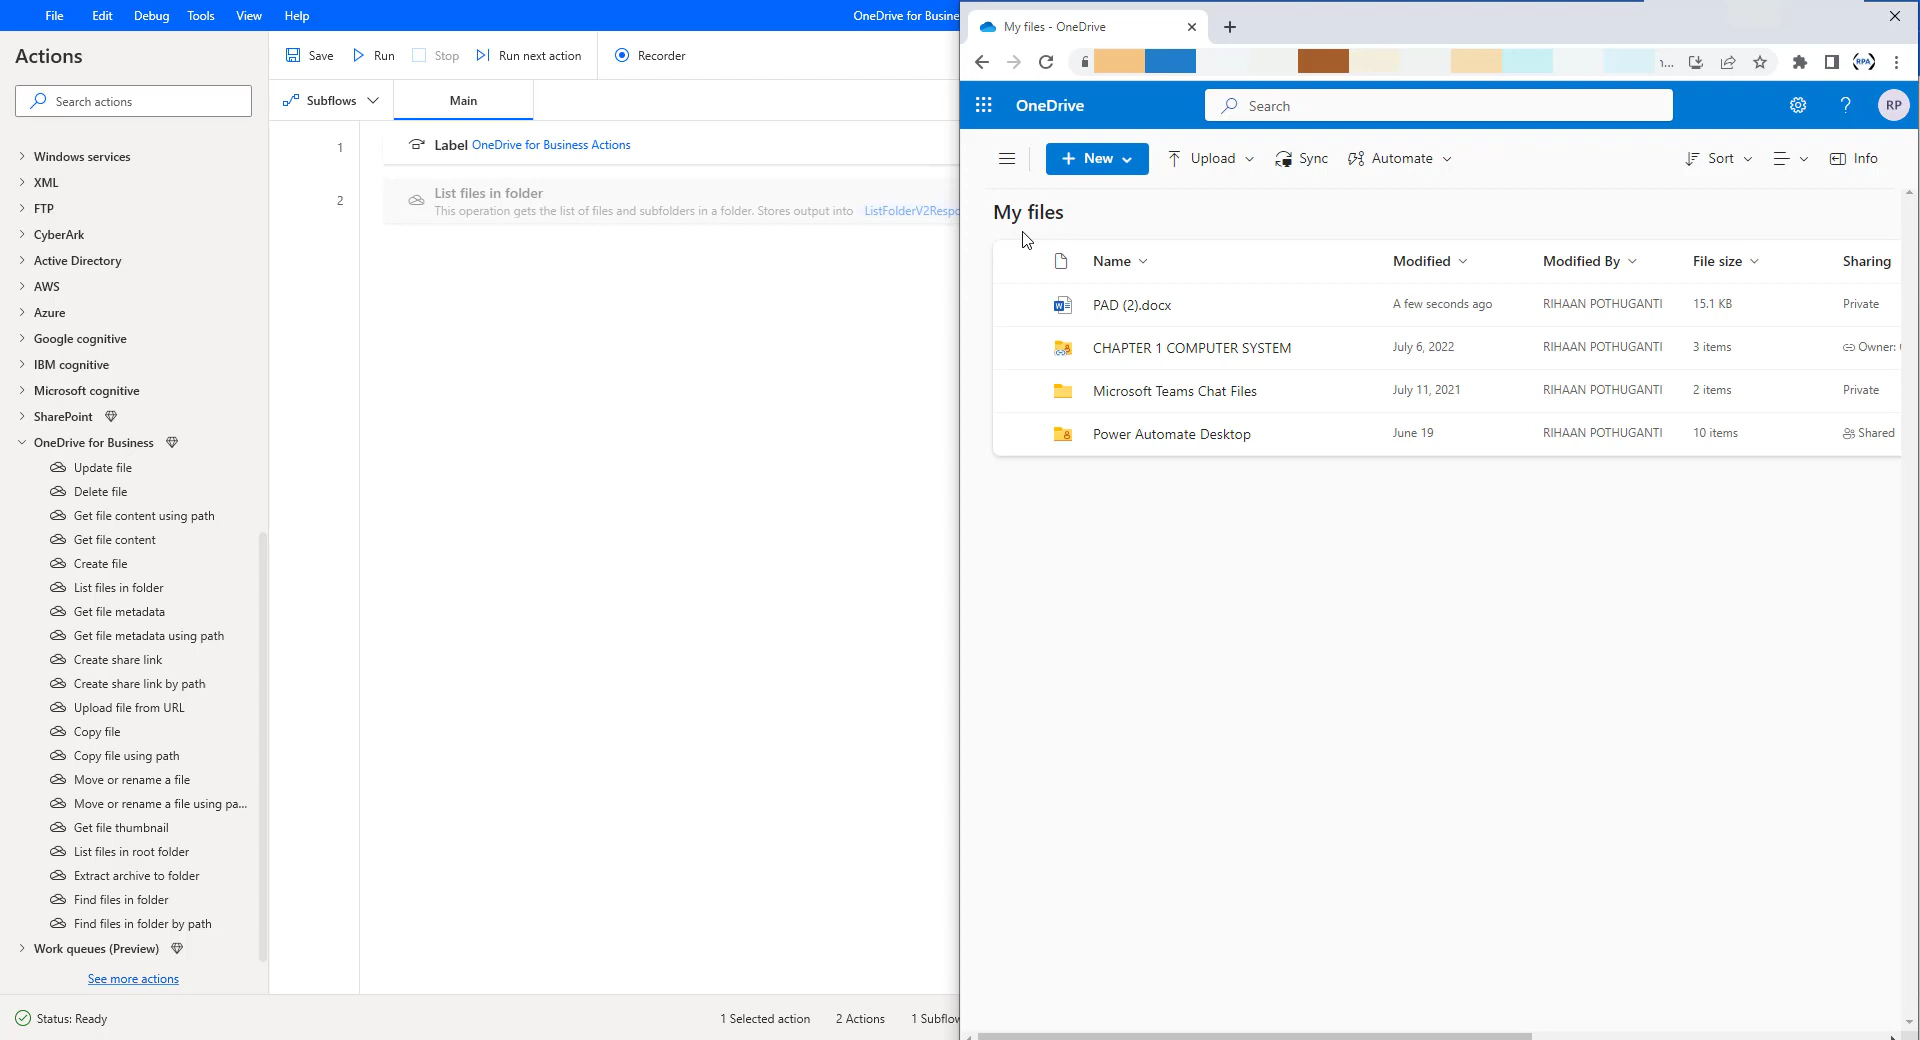 File Edit Debug Tools View Help
OneDrive for Busine
Actions
Save Run Stop Run next action Recorder
Search actions
Subflows Main
Windows services
XML
FTP
CyberArk
Active Directory
AWS
Azure
Google cognitive
IBM cognitive
Microsoft cognitive
SharePoint
OneDrive for Business
Update file
Delete file
Get file content using path
Get file content
Create file
List files in folder
Get file metadata
Get file metadata using path
Create share link
Create share link by path
Upload file from URL
Copy file
Copy file using path
Move or rename a file
Move or rename a file using pa...
Get file thumbnail
List files in root folder
Extract archive to folder
Find files in folder
Find files in folder by path
Work queues (Preview)
See more actions
1 Label OneDrive for Business Actions
2 List files in folder
This operation gets the list of files and subfolders in a folder. Stores output into ListFolderV2Respo
Status: Ready 1 Selected action 2 Actions 1 Subflow
My files - OneDrive
RPA
OneDrive Search RP
New Upload Sync Automate Sort Info
My files
Name Modified Modified By File size Sharing
PAD (2).docx A few seconds ago RIHAAN POTHUGANTI 15.1 KB Private
CHAPTER 1 COMPUTER SYSTEM July 6, 2022 RIHAAN POTHUGANTI 3 items Owner:
Microsoft Teams Chat Files July 11, 2021 RIHAAN POTHUGANTI 2 items Private
Power Automate Desktop June 19 RIHAAN POTHUGANTI 10 items Shared